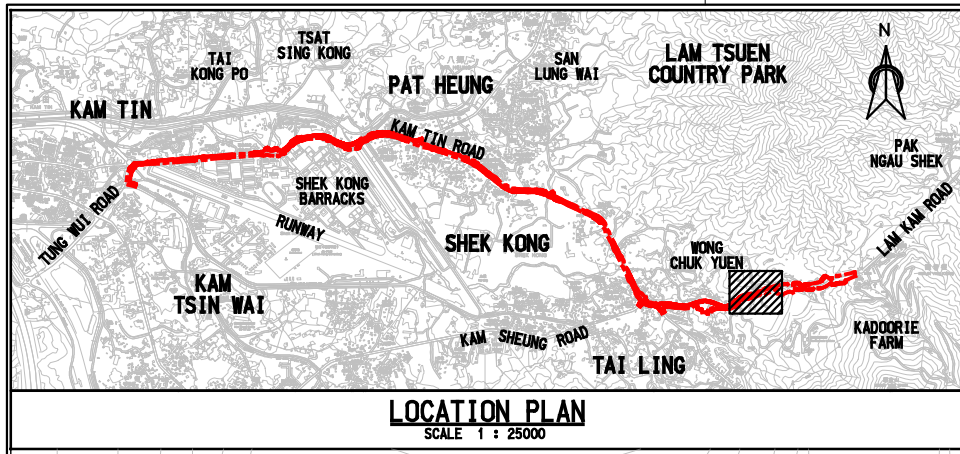 TSAT
SING KONG
TAI
KONG PO
SAN
LUNG WAI
LAM TSUEN
COUNTRY PARK
N
PAT HEUNG
KAM TIN
KAM TIN ROAD
PAK
NGAU SHEK
SHEK KONG
BARRACKS
TUNG WUI ROAD
RUNWAY
LAM KAM ROAD
SHEK KONG
WONG
CHUK YUEN
KAM
TSIN WAI
KAM SHEUNG ROAD
KADOORIE
FARM
TAI LING
LOCATION PLAN
SCALE 1 : 25000